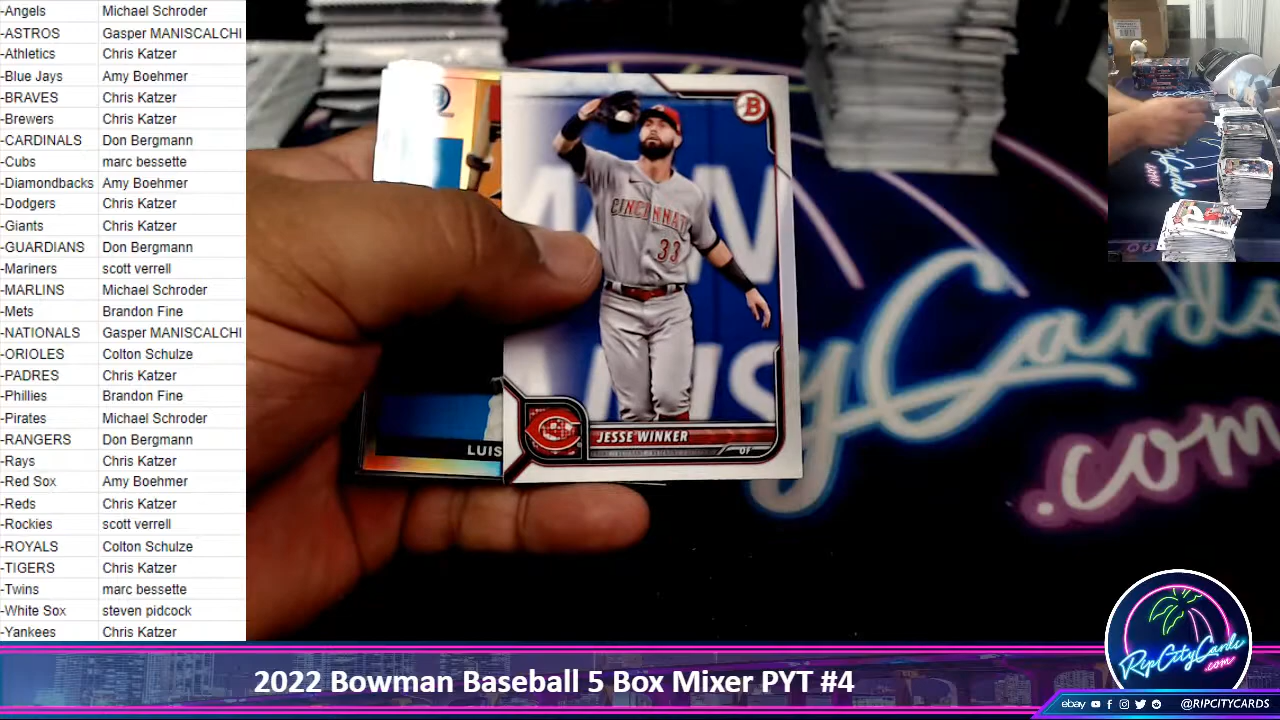 -Angels Michael Schroder
-ASTROS Gasper MANISCALCHI
-Athletics Chris Katzer
-Blue Jays Amy Boehmer
-BRAVES Chris Katzer
-Brewers Chris Katzer
-CARDINALS Don Bergmann
-Cubs marc bessette
-Diamondbacks Amy Boehmer
-Dodgers Chris Katzer
-Giants Chris Katzer
-GUARDIANS Don Bergmann
-Mariners scott verrell
-MARLINS Michael Schroder
-Mets Brandon Fine
-NATIONALS Gasper MANISCALCHI
-ORIOLES Colton Schulze
-PADRES Chris Katzer
-Phillies Brandon Fine
-Pirates Michael Schroder
-RANGERS Don Bergmann
-Rays Chris Katzer
-Red Sox Amy Boehmer
-Reds Chris Katzer
-Rockies scott verrell
-ROYALS Colton Schulze
-TIGERS Chris Katzer
-Twins marc bessette
-White Sox steven pidcock
-Yankees Chris Katzer
B
CINCINNATI
33
JESSE WINKER
OF
LUIS
yCards
.com
RipCityCards
.com
2022 Bowman Baseball 5 Box Mixer PYT #4
ebay @RIPCITYCARDS